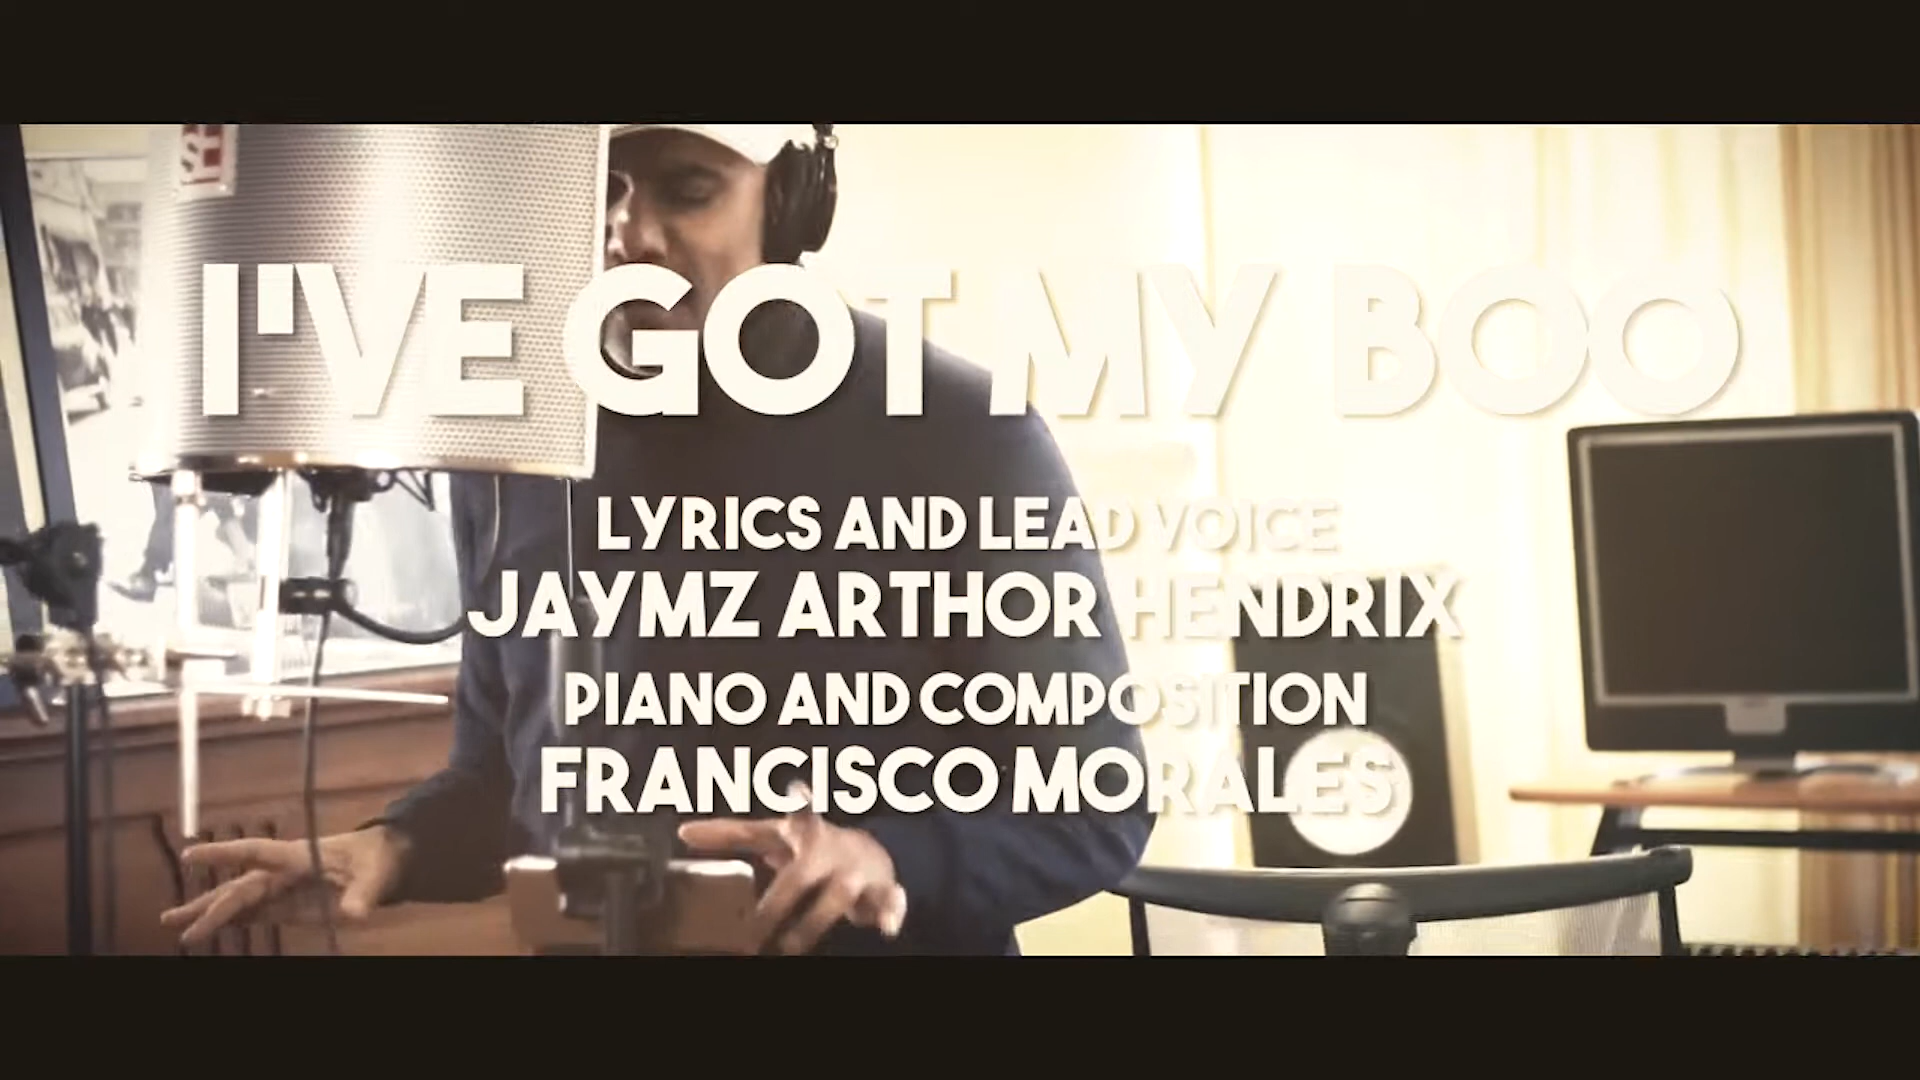 I'VE GOT MY BOO
LYRICS AND LEAD VOICE
JAYMZ ARTHOR HENDRIX
PIANO AND COMPOSITION
FRANCISCO MORALES